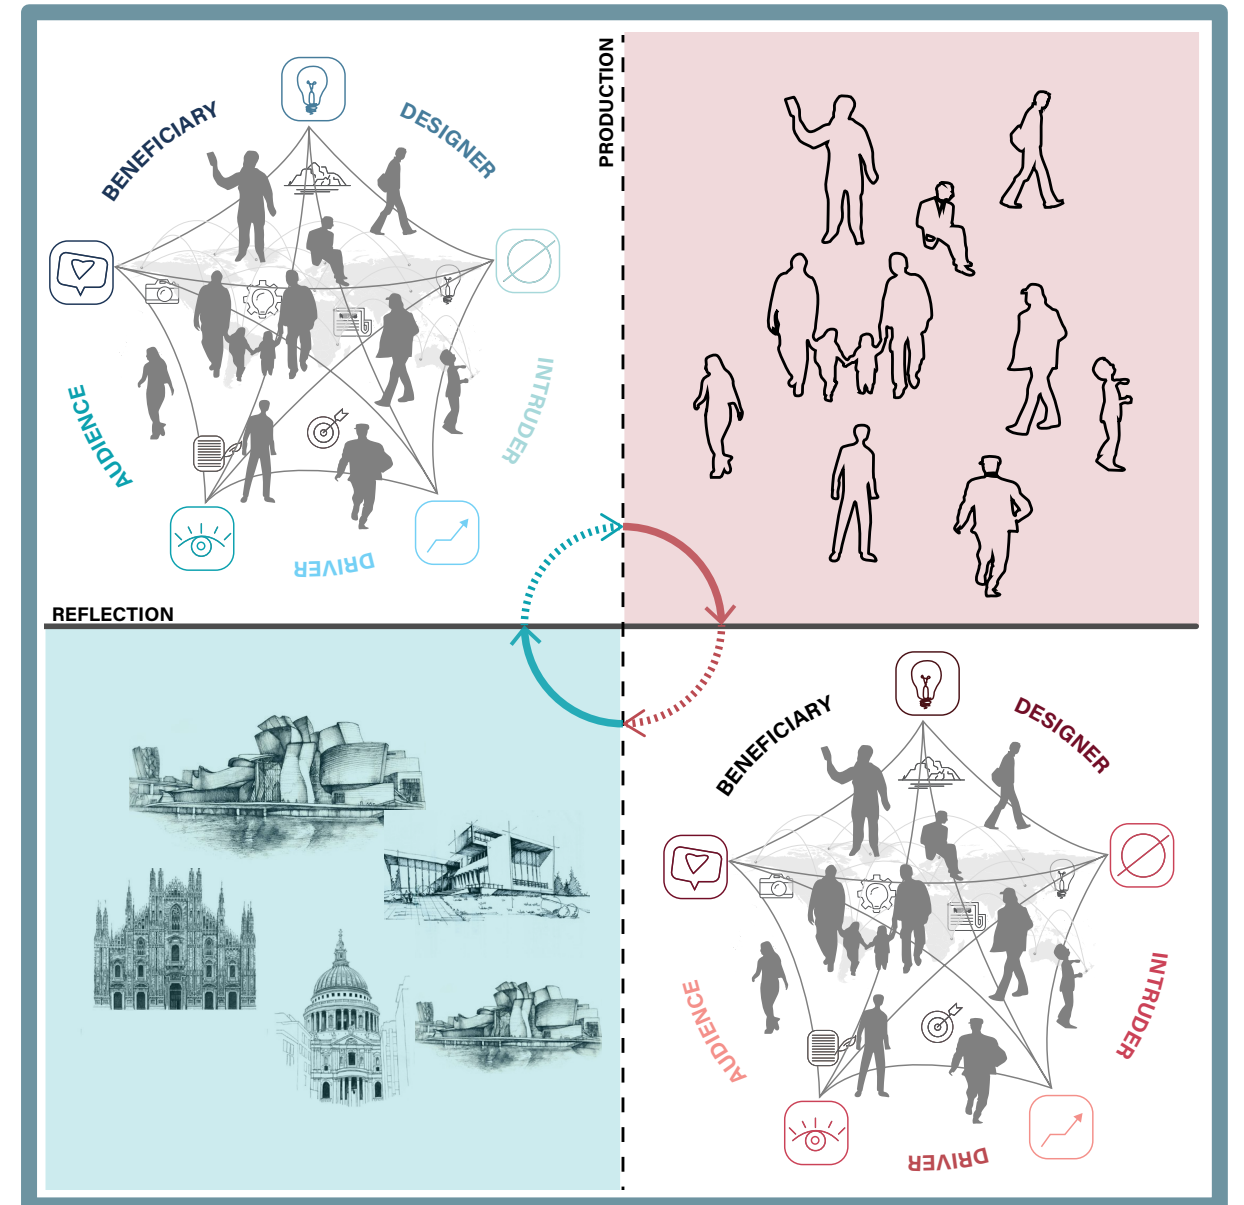 PRODUCTION
BENEFICIARY
DESIGNER
AUDIENCE
INTRUDER
DRIVER
REFLECTION
BENEFICIARY
DESIGNER
AUDIENCE
INTRUDER
DRIVER